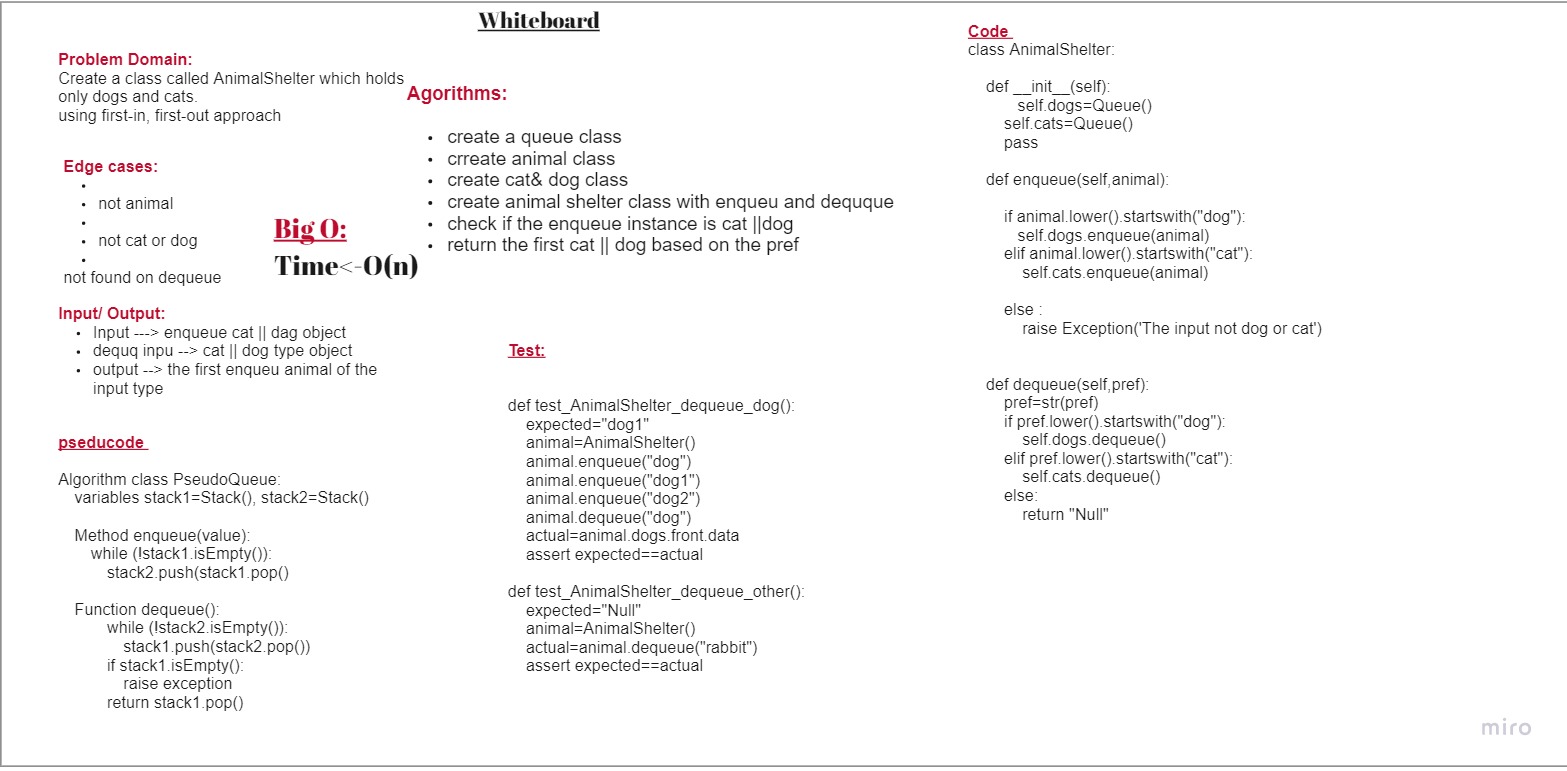 Whiteboard
Problem Domain:
Create a class called AnimalShelter which holds
only dogs and cats.
using first-in, first-out approach
Edge cases:
•
• not animal
•
• not cat or dog
•
not found on dequeue
Big O:
Time<-O(n)
Input/ Output:
• Input ---> enqueue cat || dag object
• dequq inpu --> cat || dog type object
• output --> the first enqueu animal of the
input type
pseducode
Algorithm class PseudoQueue:
variables stack1=Stack(), stack2=Stack()
Method enqueue(value):
while (!stack1.isEmpty()):
stack2.push(stack1.pop()
Function dequeue():
while (!stack2.isEmpty()):
stack1.push(stack2.pop())
if stack1.isEmpty():
raise exception
return stack1.pop()
Agorithms:
• create a queue class
• crreate animal class
• create cat& dog class
• create animal shelter class with enqueu and dequque
• check if the enqueue instance is cat ||dog
• return the first cat || dog based on the pref
Test:
def test_AnimalShelter_dequeue_dog():
expected="dog1"
animal=AnimalShelter()
animal.enqueue("dog")
animal.enqueue("dog1")
animal.enqueue("dog2")
animal.dequeue("dog")
actual=animal.dogs.front.data
assert expected==actual
def test_AnimalShelter_dequeue_other():
expected="Null"
animal=AnimalShelter()
actual=animal.dequeue("rabbit")
assert expected==actual
Code
class AnimalShelter:
def __init__(self):
self.dogs=Queue()
self.cats=Queue()
pass
def enqueue(self,animal):
if animal.lower().startswith("dog"):
self.dogs.enqueue(animal)
elif animal.lower().startswith("cat"):
self.cats.enqueue(animal)
else :
raise Exception('The input not dog or cat')
def dequeue(self,pref):
pref=str(pref)
if pref.lower().startswith("dog"):
self.dogs.dequeue()
elif pref.lower().startswith("cat"):
self.cats.dequeue()
else:
return "Null"
miro